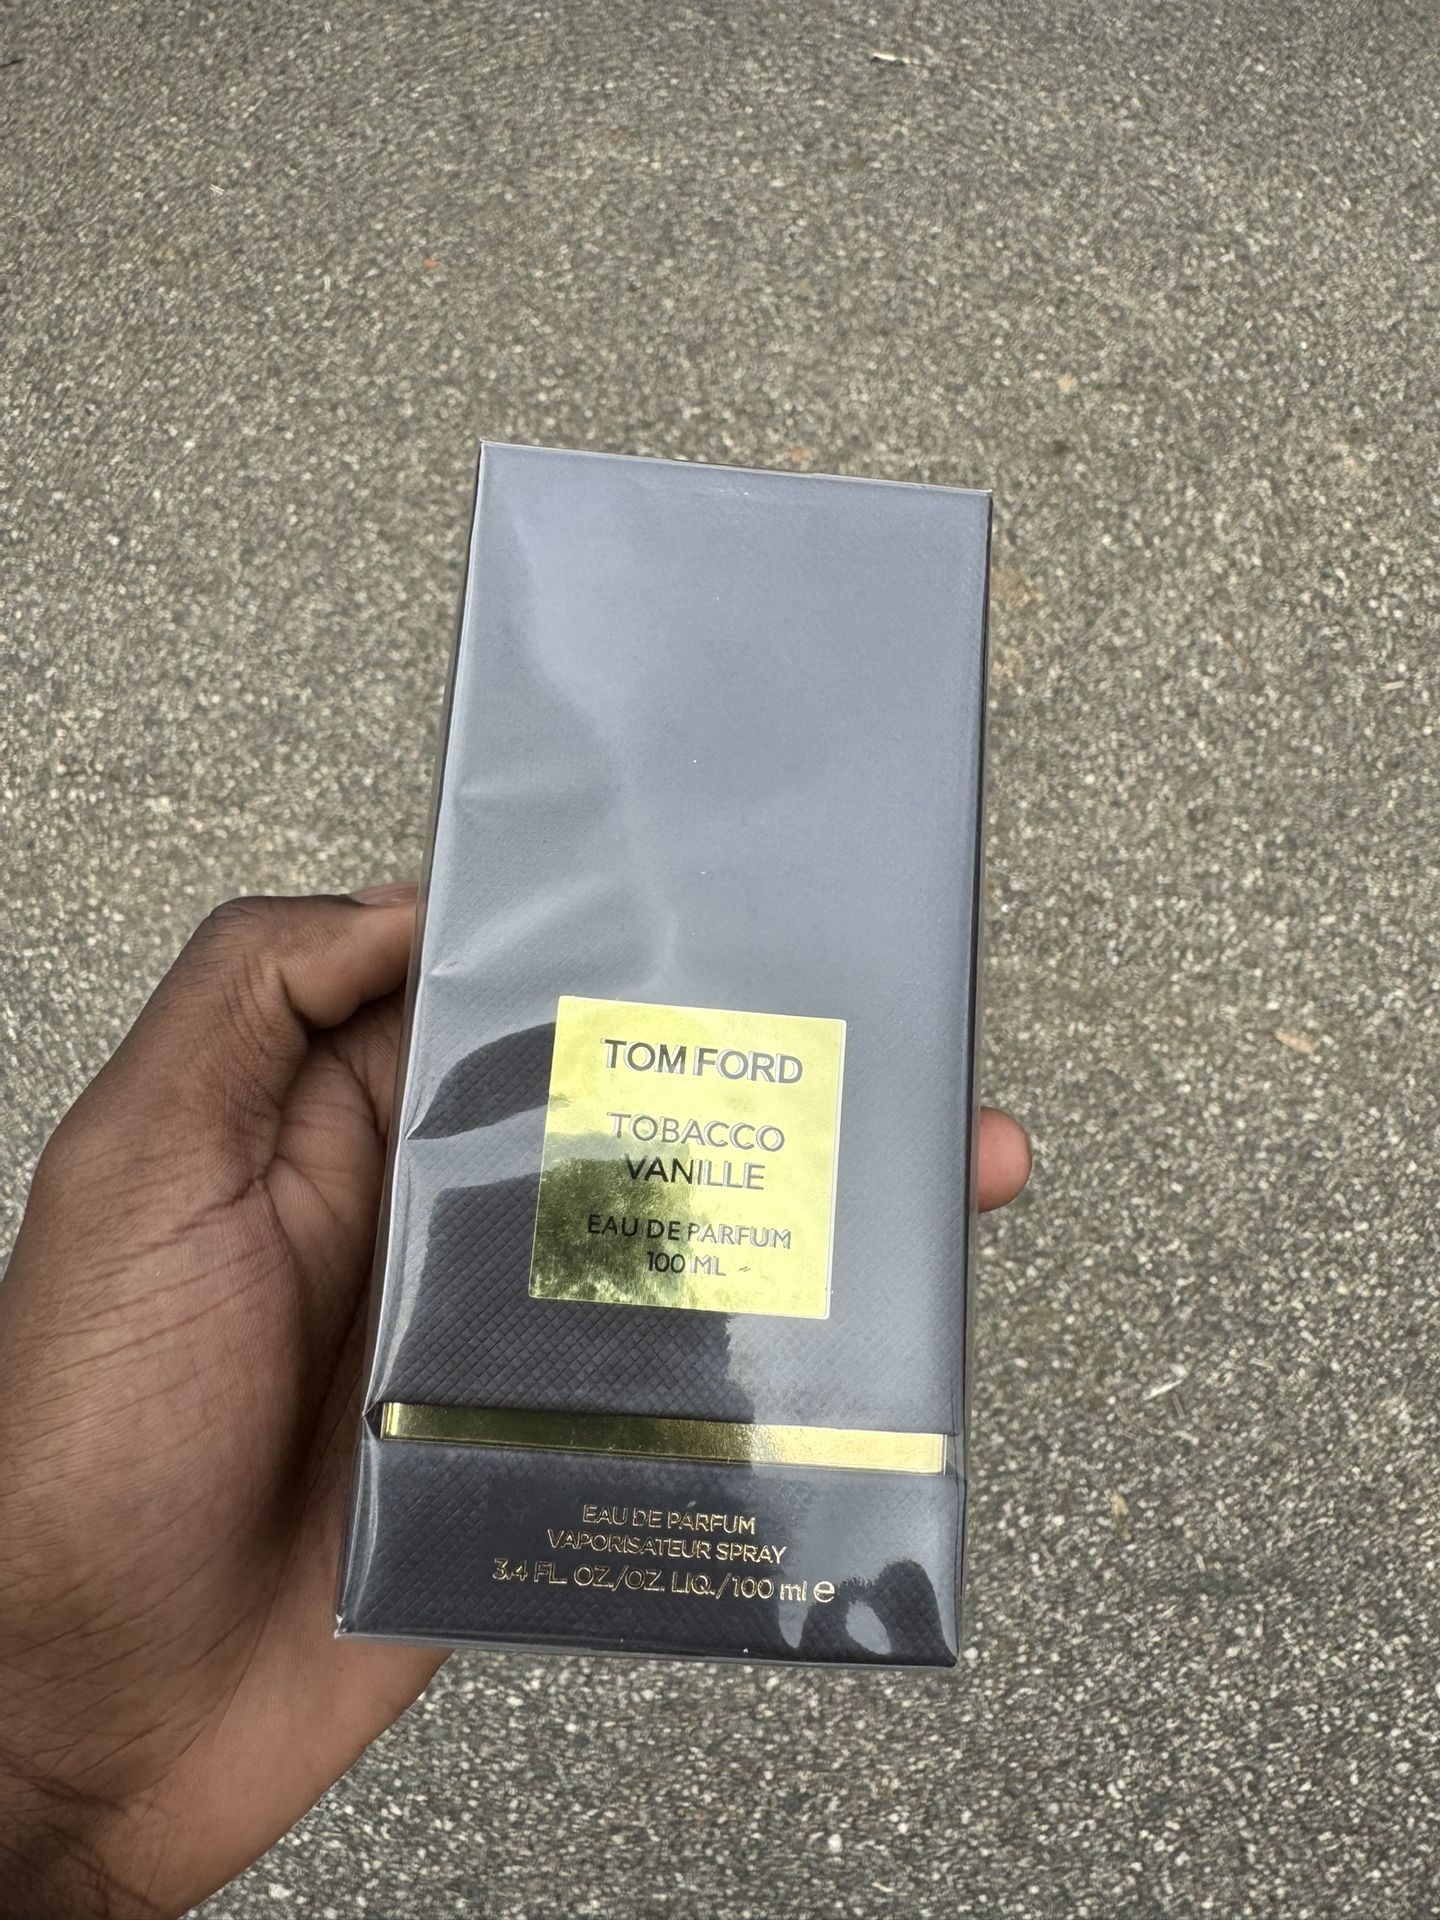 TOM FORD
TOBACCO
VANILLE
EAU DE PARFUM
100 ML
EAU DE PARFUM
VAPORISATEUR SPRAY
3.4 FL. OZ./OZ. LIQ./100 ml ℮